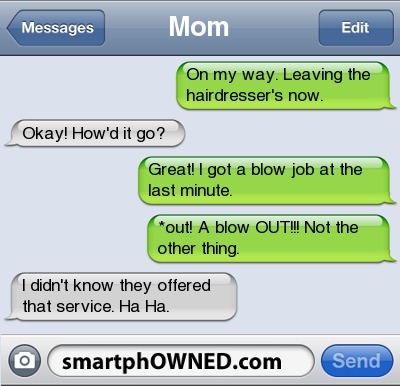 Messages
Mom
Edit
On my way. Leaving the
hairdresser's now.
Okay! How'd it go?
Great! I got a blow job at the
last minute.
*out! A blow OUT!!! Not the
other thing.
I didn't know they offered
that service. Ha Ha.
smartphOWNED.com
Send